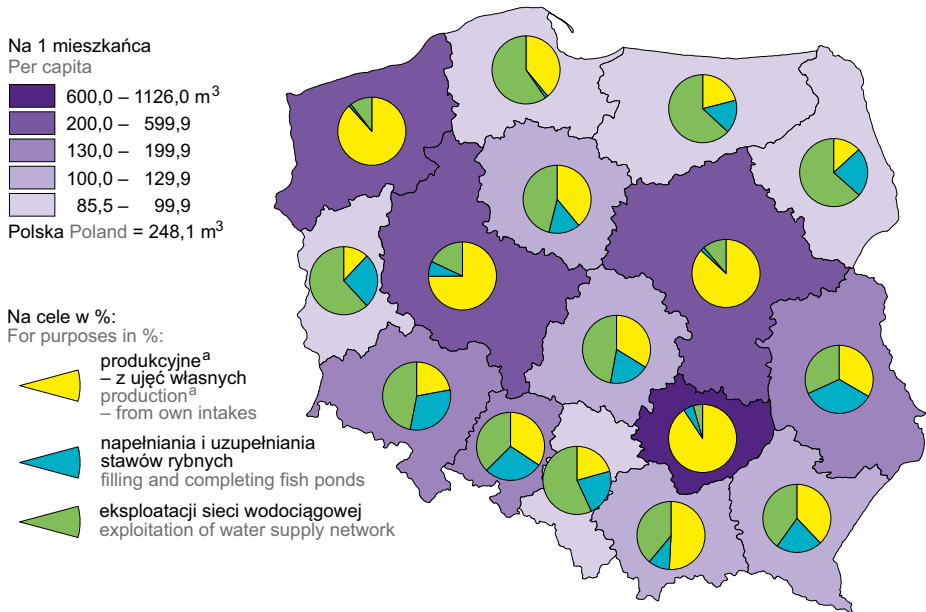 Na 1 mieszkańca
Per capita
600,0 – 1126,0 m³
200,0 – 599,9
130,0 – 199,9
100,0 – 129,9
85,5 – 99,9
Polska Poland = 248,1 m³
Na cele w %:
For purposes in %:
produkcyjneᵃ
– z ujęć własnych
productionᵃ
– from own intakes
napełniania i uzupełniania
stawów rybnych
filling and completing fish ponds
eksploatacji sieci wodociągowej
exploitation of water supply network